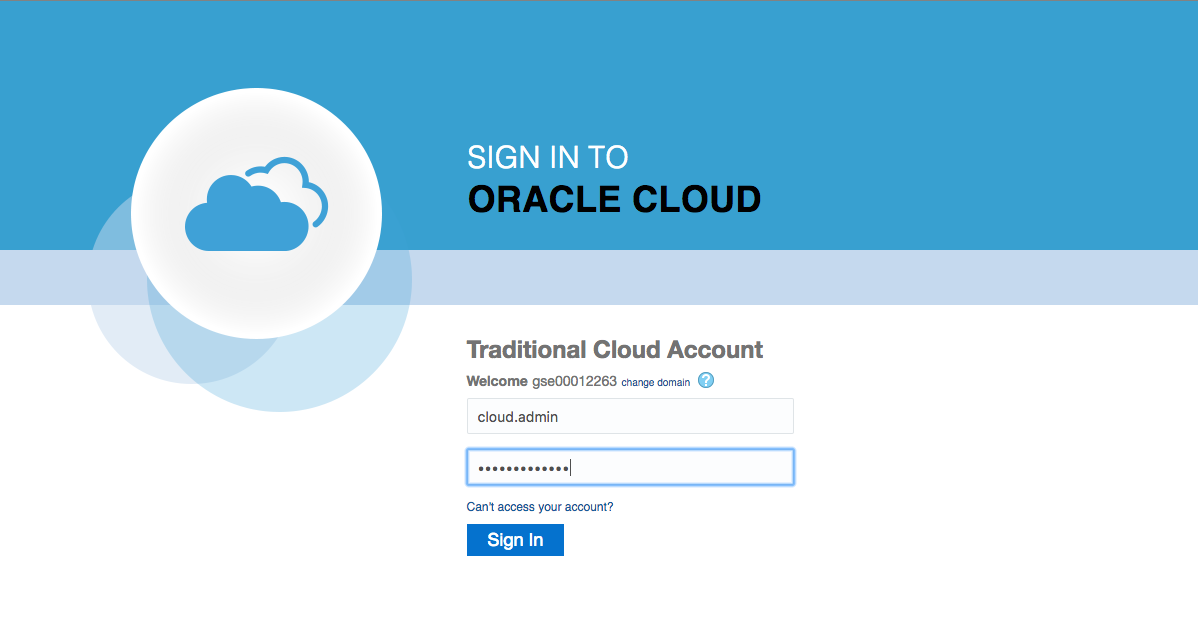 SIGN IN TO
ORACLE CLOUD
Traditional Cloud Account
Welcome gse00012263 change domain ?
cloud.admin
•••••••••••••
Can't access your account?
Sign In